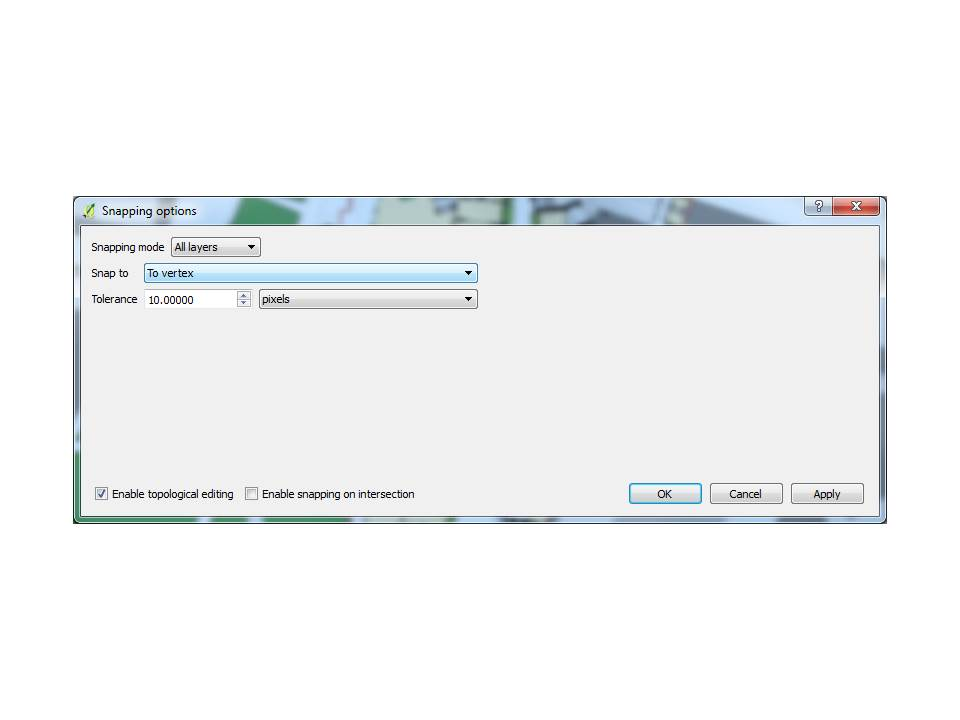 Snapping options
Snapping mode All layers
Snap to To vertex
Tolerance 10.00000 pixels
Enable topological editing Enable snapping on intersection OK Cancel Apply